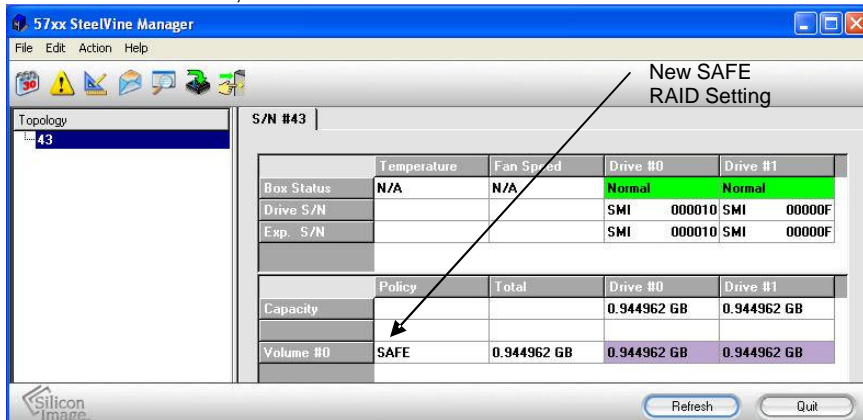 57xx SteelVine Manager
File Edit Action Help
30
New SAFE
RAID Setting
Topology
43
S/N #43
Temperature Fan Speed Drive #0 Drive #1
Box Status N/A N/A Normal Normal
Drive S/N SMI 000010 SMI 00000F
Exp. S/N SMI 000010 SMI 00000F
Policy Total Drive #0 Drive #1
Capacity 0.944962 GB 0.944962 GB
Volume #0 SAFE 0.944962 GB 0.944962 GB 0.944962 GB
Silicon
Image.
Refresh Quit